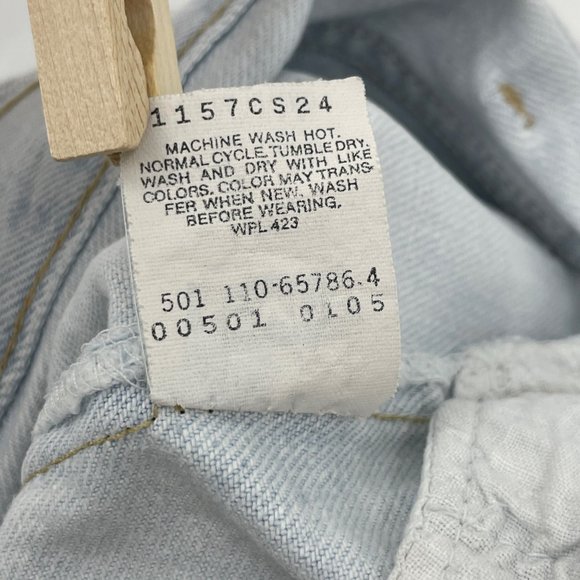 1157CS24
MACHINE WASH HOT.
NORMAL CYCLE.TUMBLE DRY.
WASH AND DRY WITH LIKE
COLORS. COLOR MAY TRANS-
FER WHEN NEW. WASH
BEFORE WEARING.
WPL 423
501 110-65786.4
00501 0105